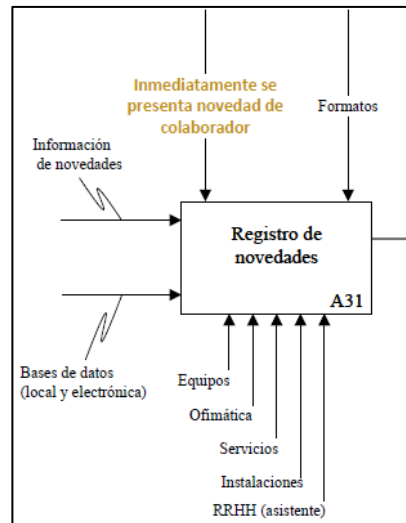 Inmediatamente se
presenta novedad de
colaborador
Formatos
Información
de novedades
Registro de
novedades
A31
Bases de datos
(local y electrónica)
Equipos
Ofimática
Servicios
Instalaciones
RRHH (asistente)